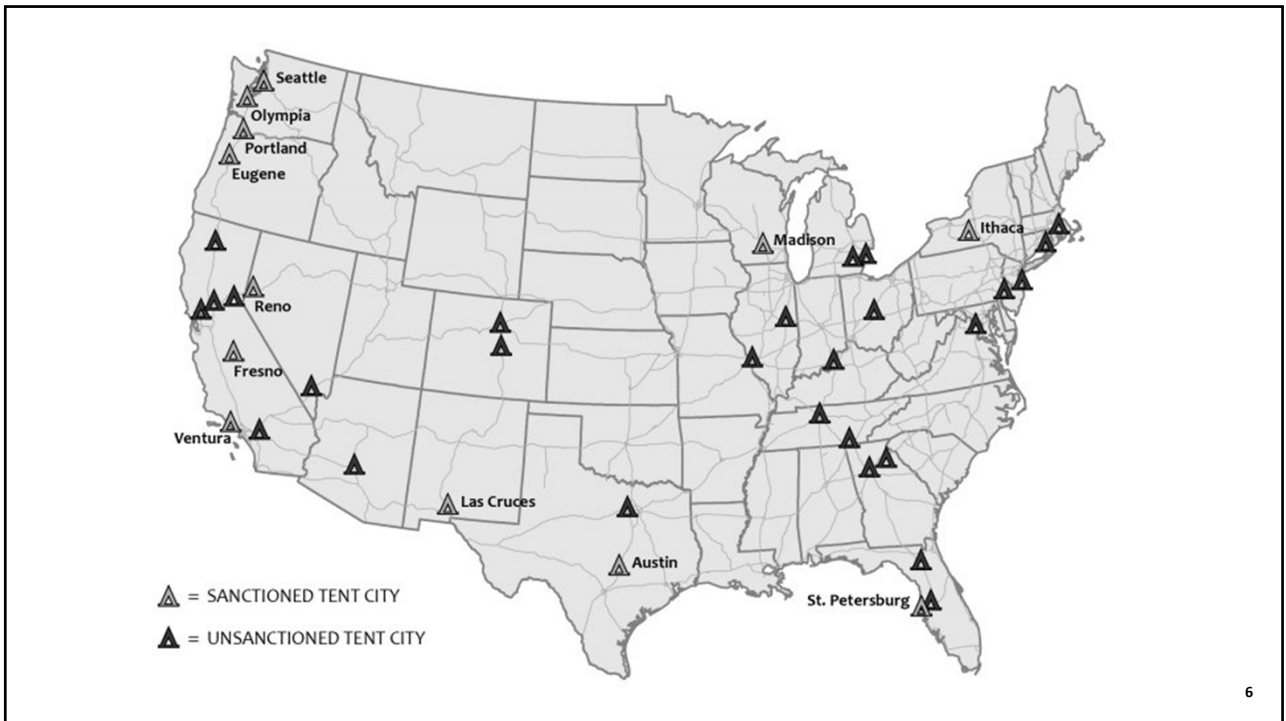 Seattle
Olympia
Portland
Eugene
Madison
Ithaca
Reno
Fresno
Ventura
Las Cruces
Austin
St. Petersburg
= SANCTIONED TENT CITY
= UNSANCTIONED TENT CITY
6